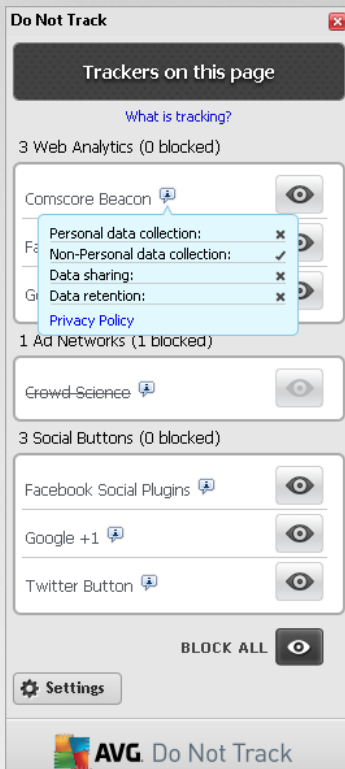 Do Not Track
Trackers on this page
What is tracking?
3 Web Analytics (0 blocked)
Comscore Beacon
Personal data collection:
Non-Personal data collection:
Data sharing:
Data retention:
Privacy Policy
1 Ad Networks (1 blocked)
Crowd Science
3 Social Buttons (0 blocked)
Facebook Social Plugins
Google +1
Twitter Button
BLOCK ALL
Settings
AVG. Do Not Track